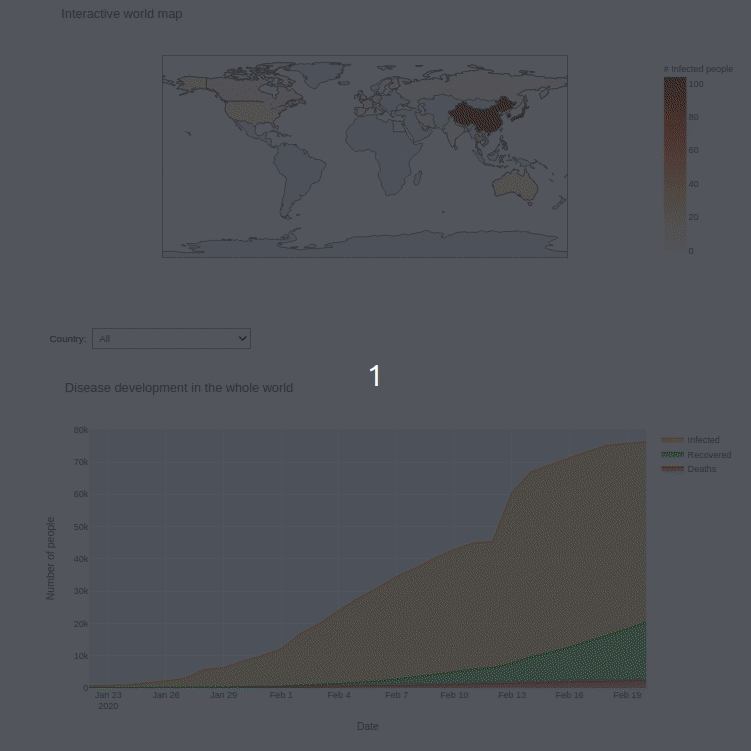 Interactive world map
# Infected people
100
80
60
40
20
0
Country:
All
1
Disease development in the whole world
80k
70k
60k
50k
40k
30k
20k
10k
0
Number of people
Infected
Recovered
Deaths
Jan 23
2020
Jan 26
Jan 29
Feb 1
Feb 4
Feb 7
Feb 10
Feb 13
Feb 16
Feb 19
Date